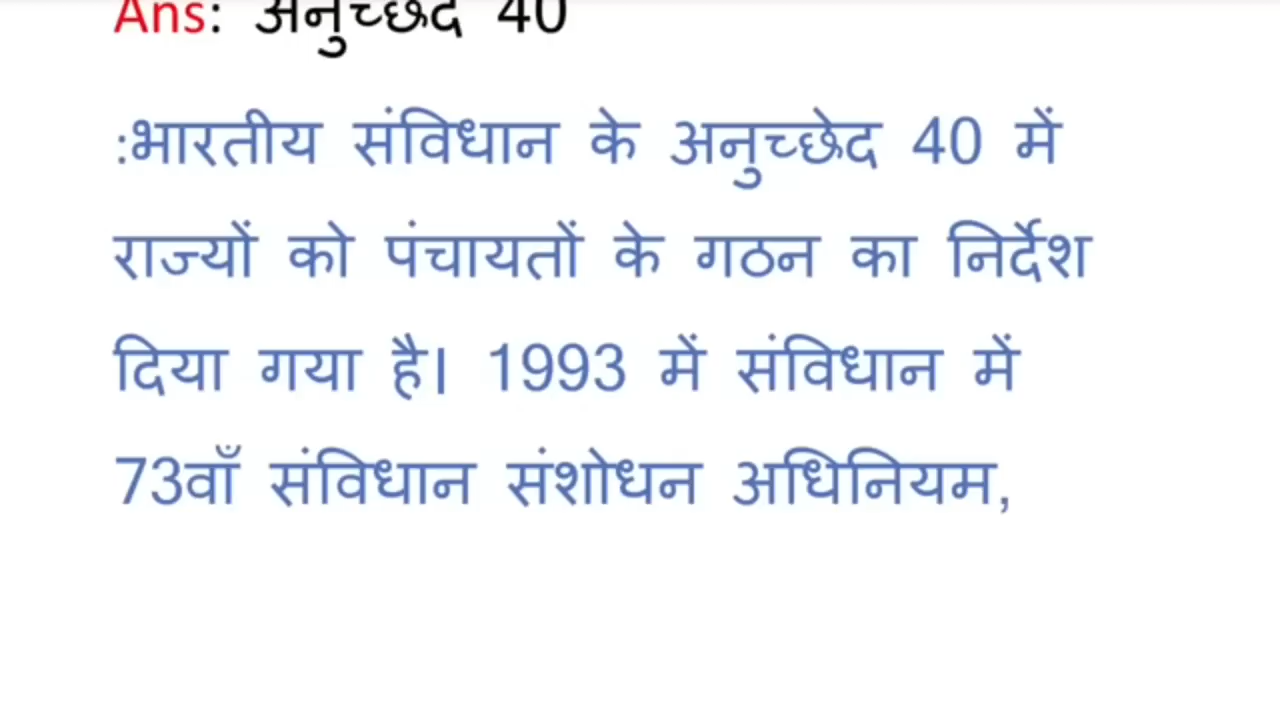 Ans: अनुच्छेद 40
:भारतीय संविधान के अनुच्छेद 40 में
राज्यों को पंचायतों के गठन का निर्देश
दिया गया है। 1993 में संविधान में
73वाँ संविधान संशोधन अधिनियम,